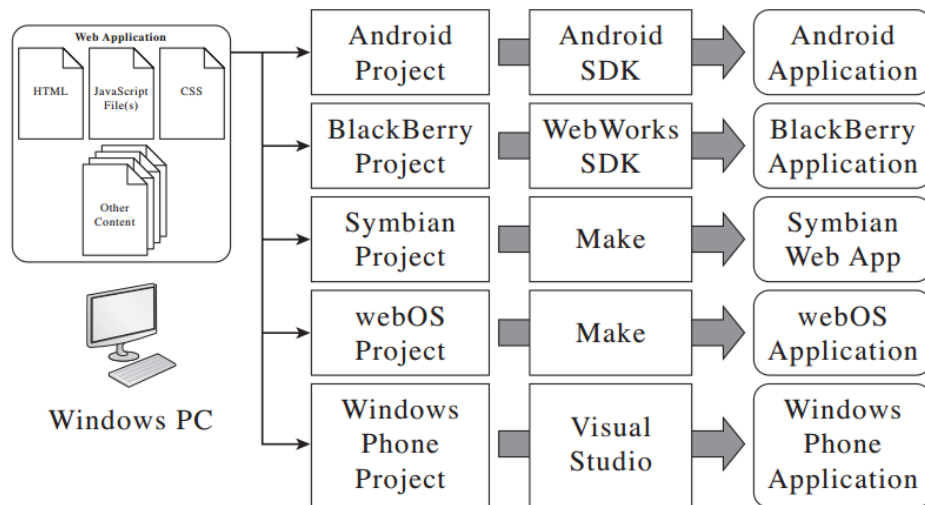 Web Application
HTML
JavaScript
File(s)
CSS
Other
Content
Windows PC
Android
Project
Android
SDK
Android
Application
BlackBerry
Project
WebWorks
SDK
BlackBerry
Application
Symbian
Project
Make
Symbian
Web App
webOS
Project
Make
webOS
Application
Windows
Phone
Project
Visual
Studio
Windows
Phone
Application